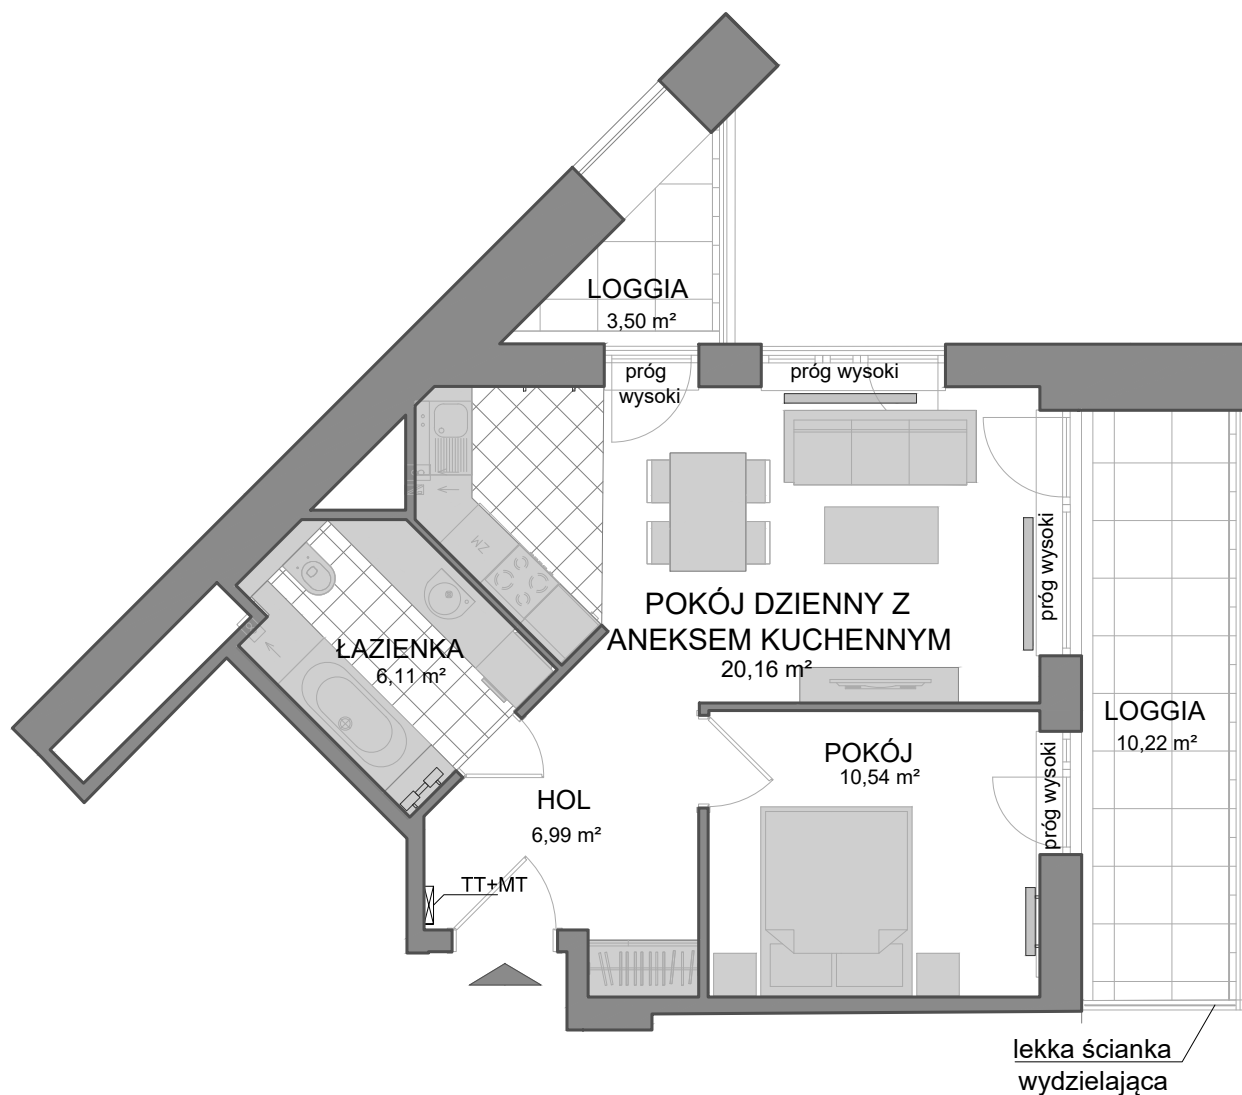 LOGGIA
3,50 m²
próg
wysoki
próg wysoki
próg wysoki
ZM
POKÓJ DZIENNY Z
ANEKSEM KUCHENNYM
20,16 m²
ŁAZIENKA
6,11 m²
LOGGIA
10,22 m²
POKÓJ
10,54 m²
próg wysoki
HOL
6,99 m²
TT+MT
lekka ścianka
wydzielająca